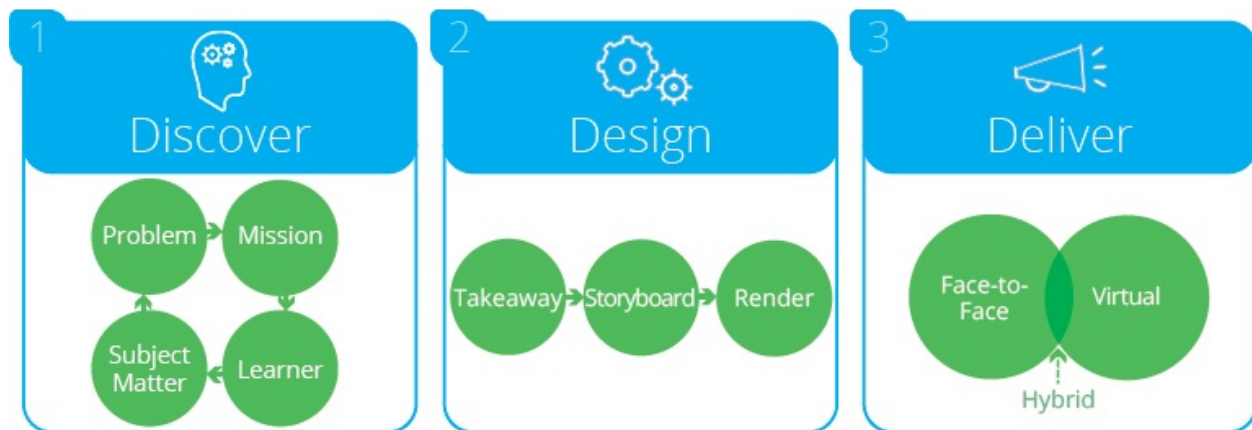 1
Discover
Problem
Mission
Subject
Matter
Learner
2
Design
Takeaway
Storyboard
Render
3
Deliver
Face-to-
Face
Virtual
Hybrid